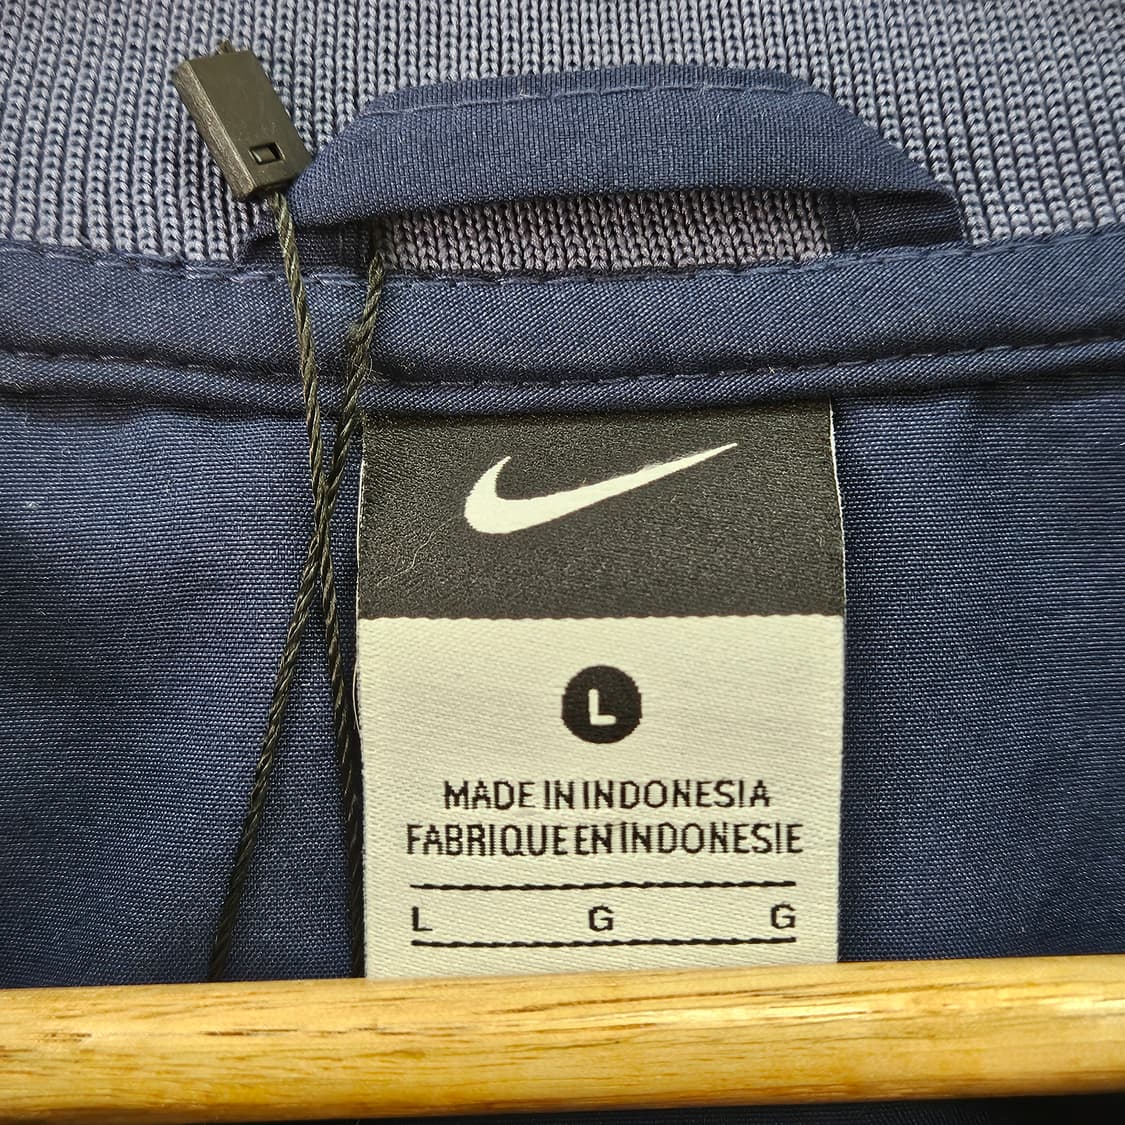 L
MADE IN INDONESIA
FABRIQUE EN INDONESIE
L G G